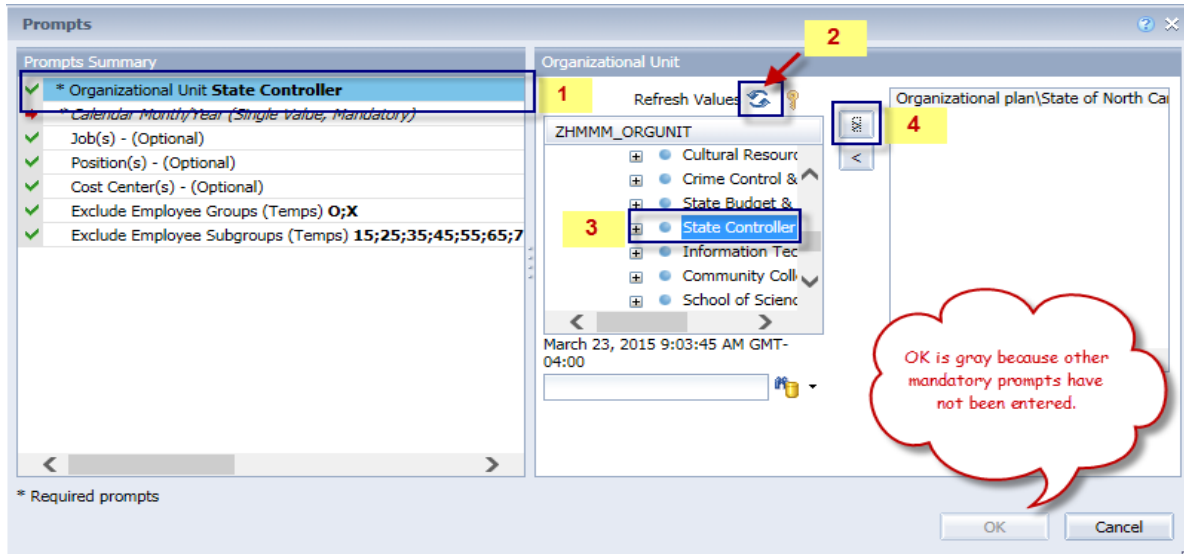 Prompts
2
Prompts Summary
Organizational Unit
* Organizational Unit State Controller
1
Refresh Values
Organizational plan\State of North Car
* Calendar Month/Year (Single Value, Mandatory)
4
Job(s) - (Optional)
ZHMMM_ORGUNIT
<
Position(s) - (Optional)
Cultural Resourc
Cost Center(s) - (Optional)
Crime Control &
Exclude Employee Groups (Temps) O;X
State Budget &
Exclude Employee Subgroups (Temps) 15;25;35;45;55;65;7
3
State Controller
Information Tec
Community Coll
School of Scienc
March 23, 2015 9:03:45 AM GMT-
04:00
OK is gray because other
mandatory prompts have
not been entered.
* Required prompts
OK
Cancel